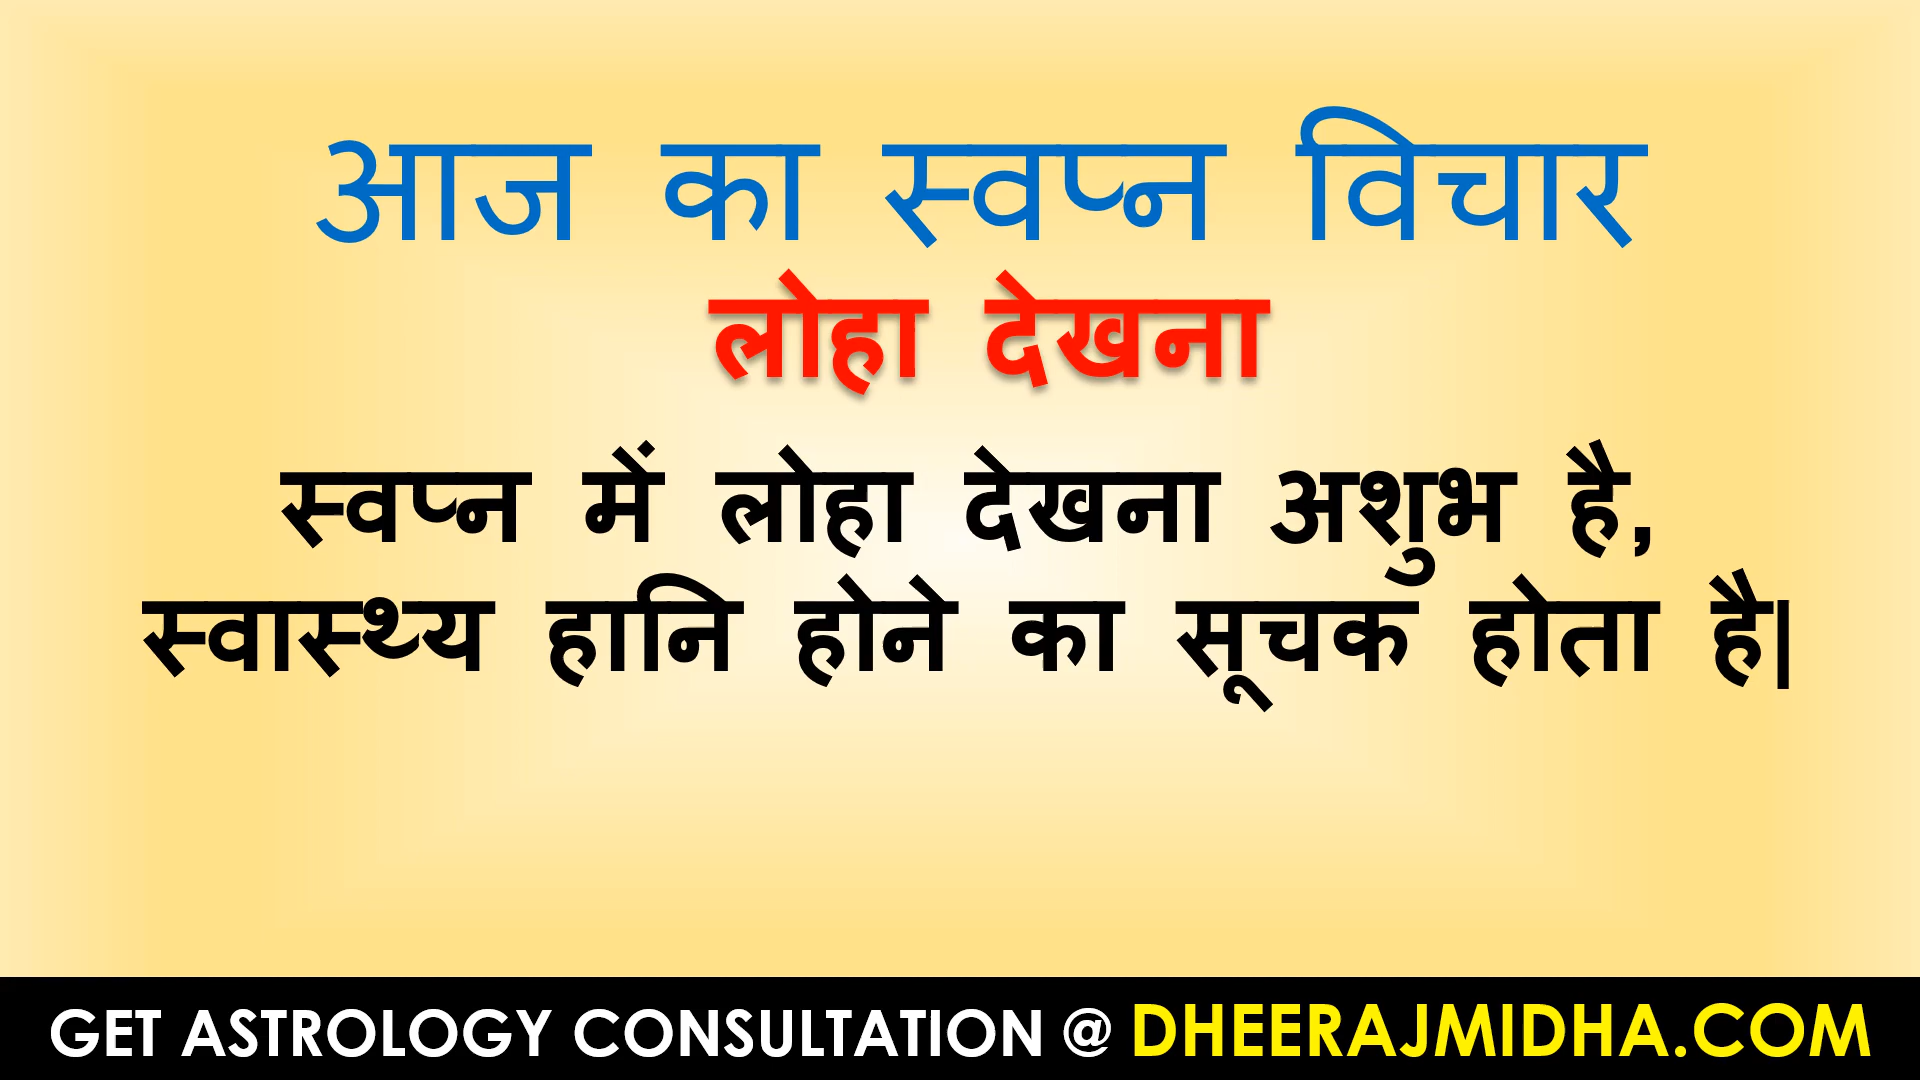 आज का स्वप्न विचार
लोहा देखना
स्वप्न में लोहा देखना अशुभ है,
स्वास्थ्य हानि होने का सूचक होता है|
GET ASTROLOGY CONSULTATION @ DHEERAJMIDHA.COM